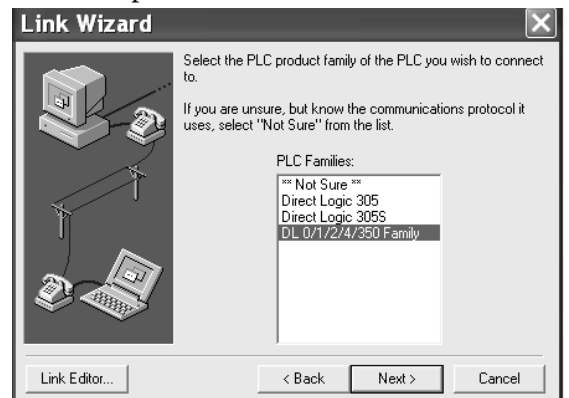 Link Wizard
Select the PLC product family of the PLC you wish to connect
to.
If you are unsure, but know the communications protocol it
uses, select "Not Sure" from the list.
PLC Families:
** Not Sure **
Direct Logic 305
Direct Logic 305S
DL 0/1/2/4/350 Family
Link Editor...
< Back
Next >
Cancel